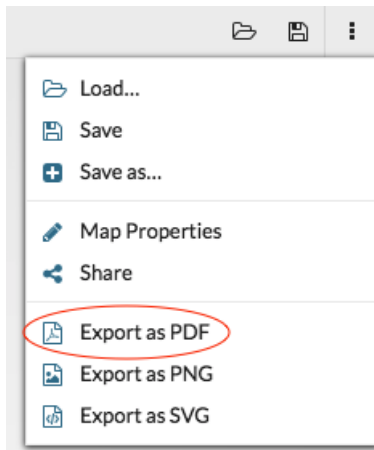 Load...
Save
Save as...
Map Properties
Share
Export as PDF
Export as PNG
Export as SVG